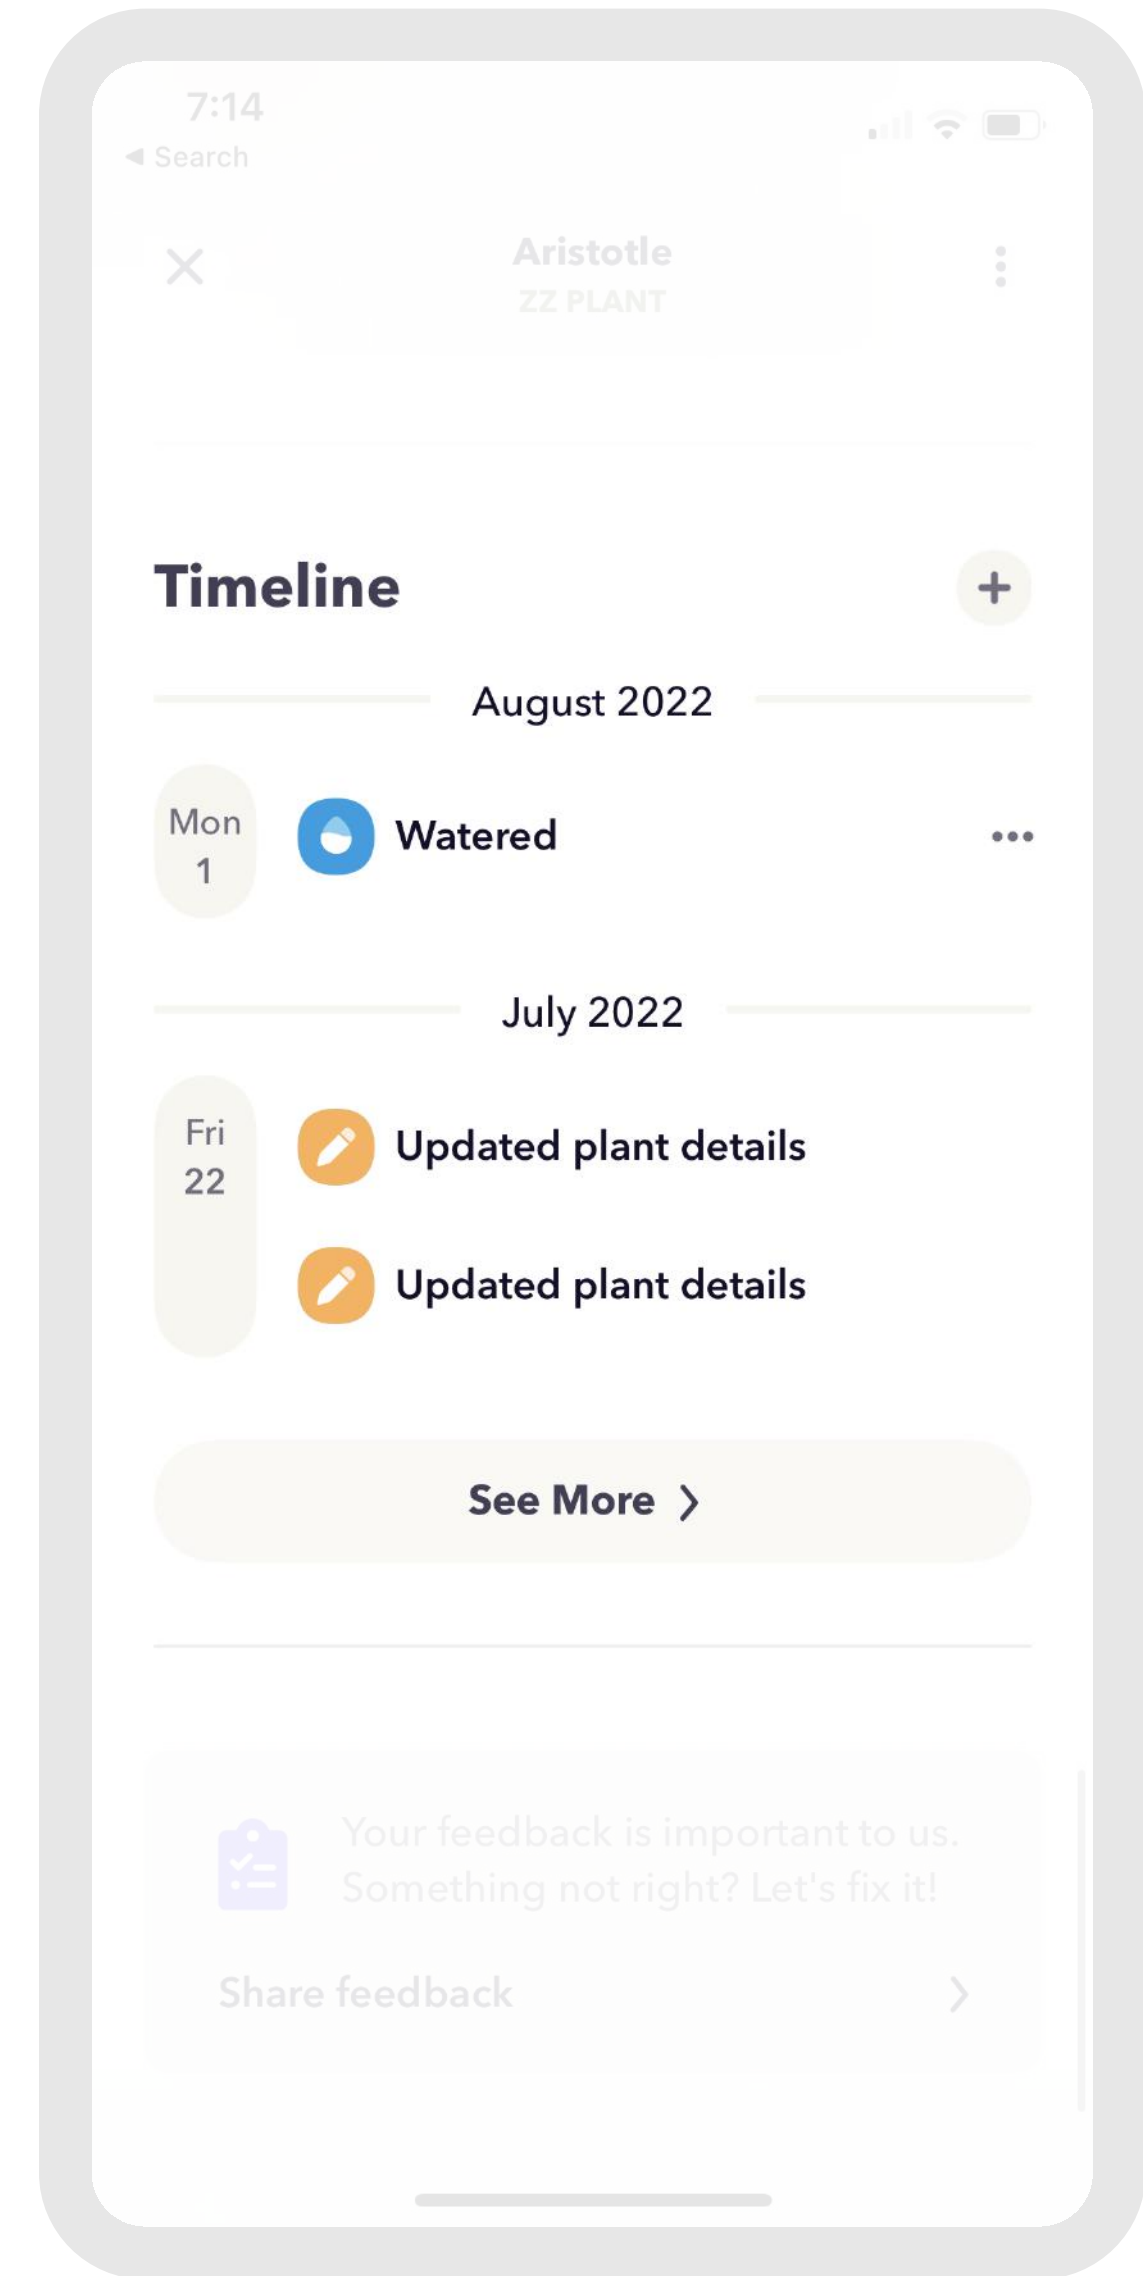 7:14
Search
Aristotle
ZZ PLANT
Timeline
August 2022
Mon
1
Watered
July 2022
Fri
22
Updated plant details
Updated plant details
See More
Your feedback is important to us.
Something not right? Let's fix it!
Share feedback